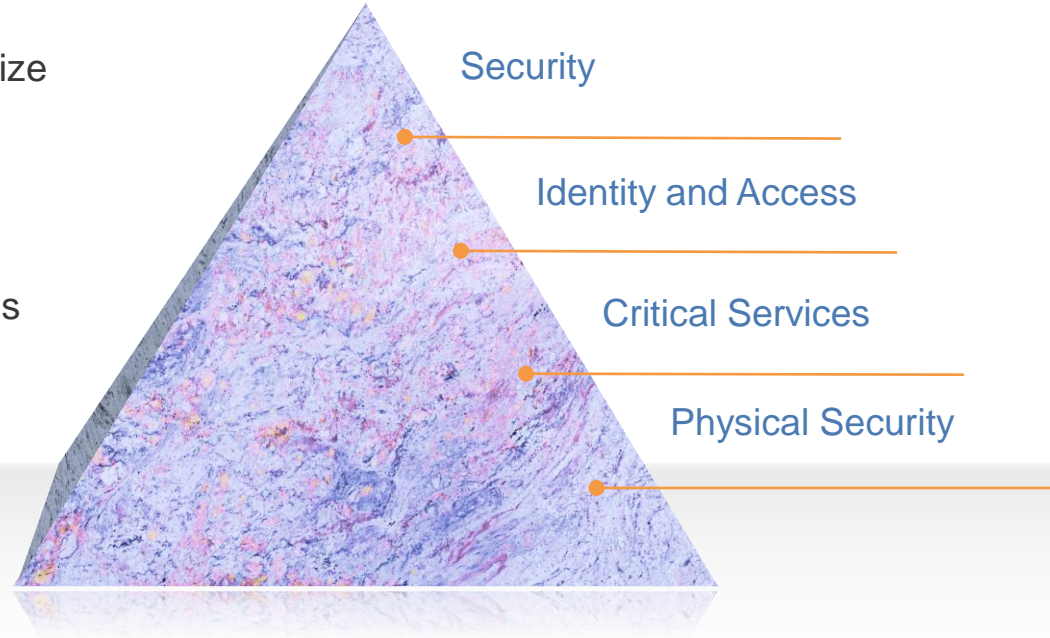 ize
Security
Identity and Access
s
Critical Services
Physical Security